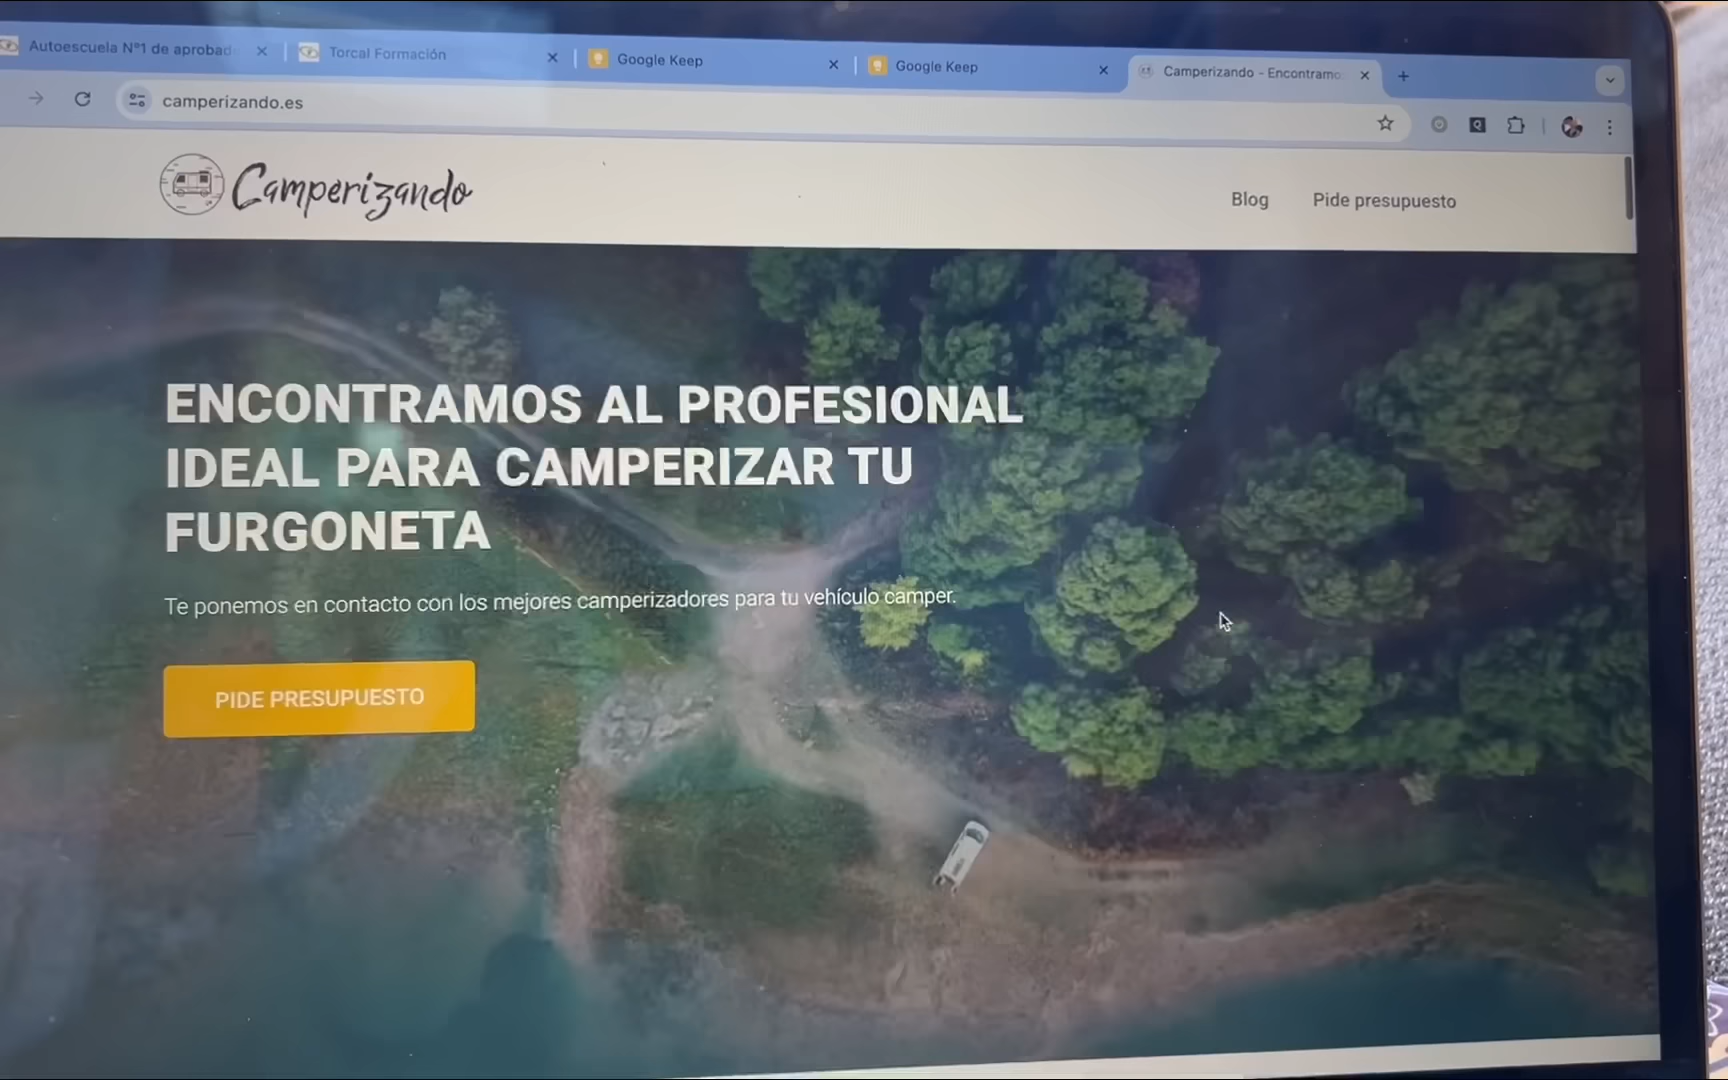 Autoescuela Nº1 de aprobad
Torcal Formación
Google Keep
Google Keep
Camperizando - Encontramo
camperizando.es
Camperizando
Blog
Pide presupuesto
ENCONTRAMOS AL PROFESIONAL
IDEAL PARA CAMPERIZAR TU
FURGONETA
Te ponemos en contacto con los mejores camperizadores para tu vehículo camper.
PIDE PRESUPUESTO